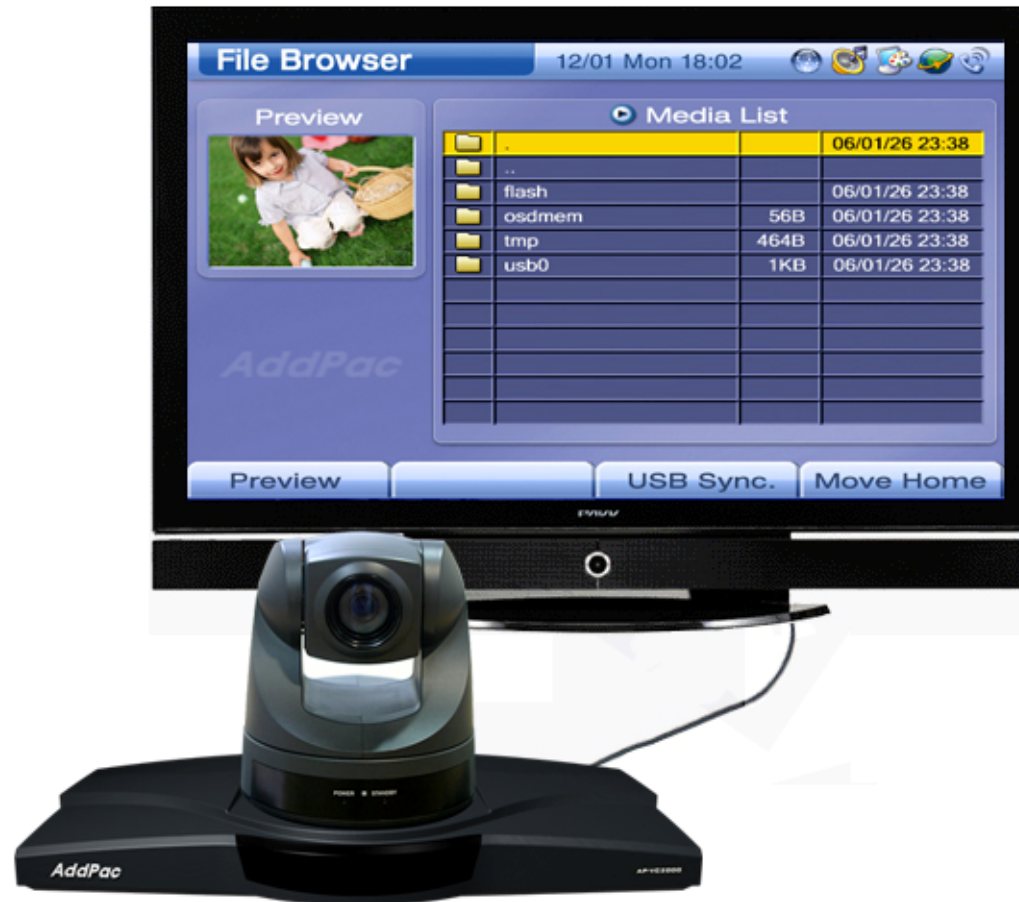 File Browser
12/01 Mon 18:02
Preview
Media List
. 06/01/26 23:38
..
flash 06/01/26 23:38
osdmem 56B 06/01/26 23:38
tmp 464B 06/01/26 23:38
usb0 1KB 06/01/26 23:38
AddPac
Preview
USB Sync.
Move Home
POWER STANDBY
AddPac